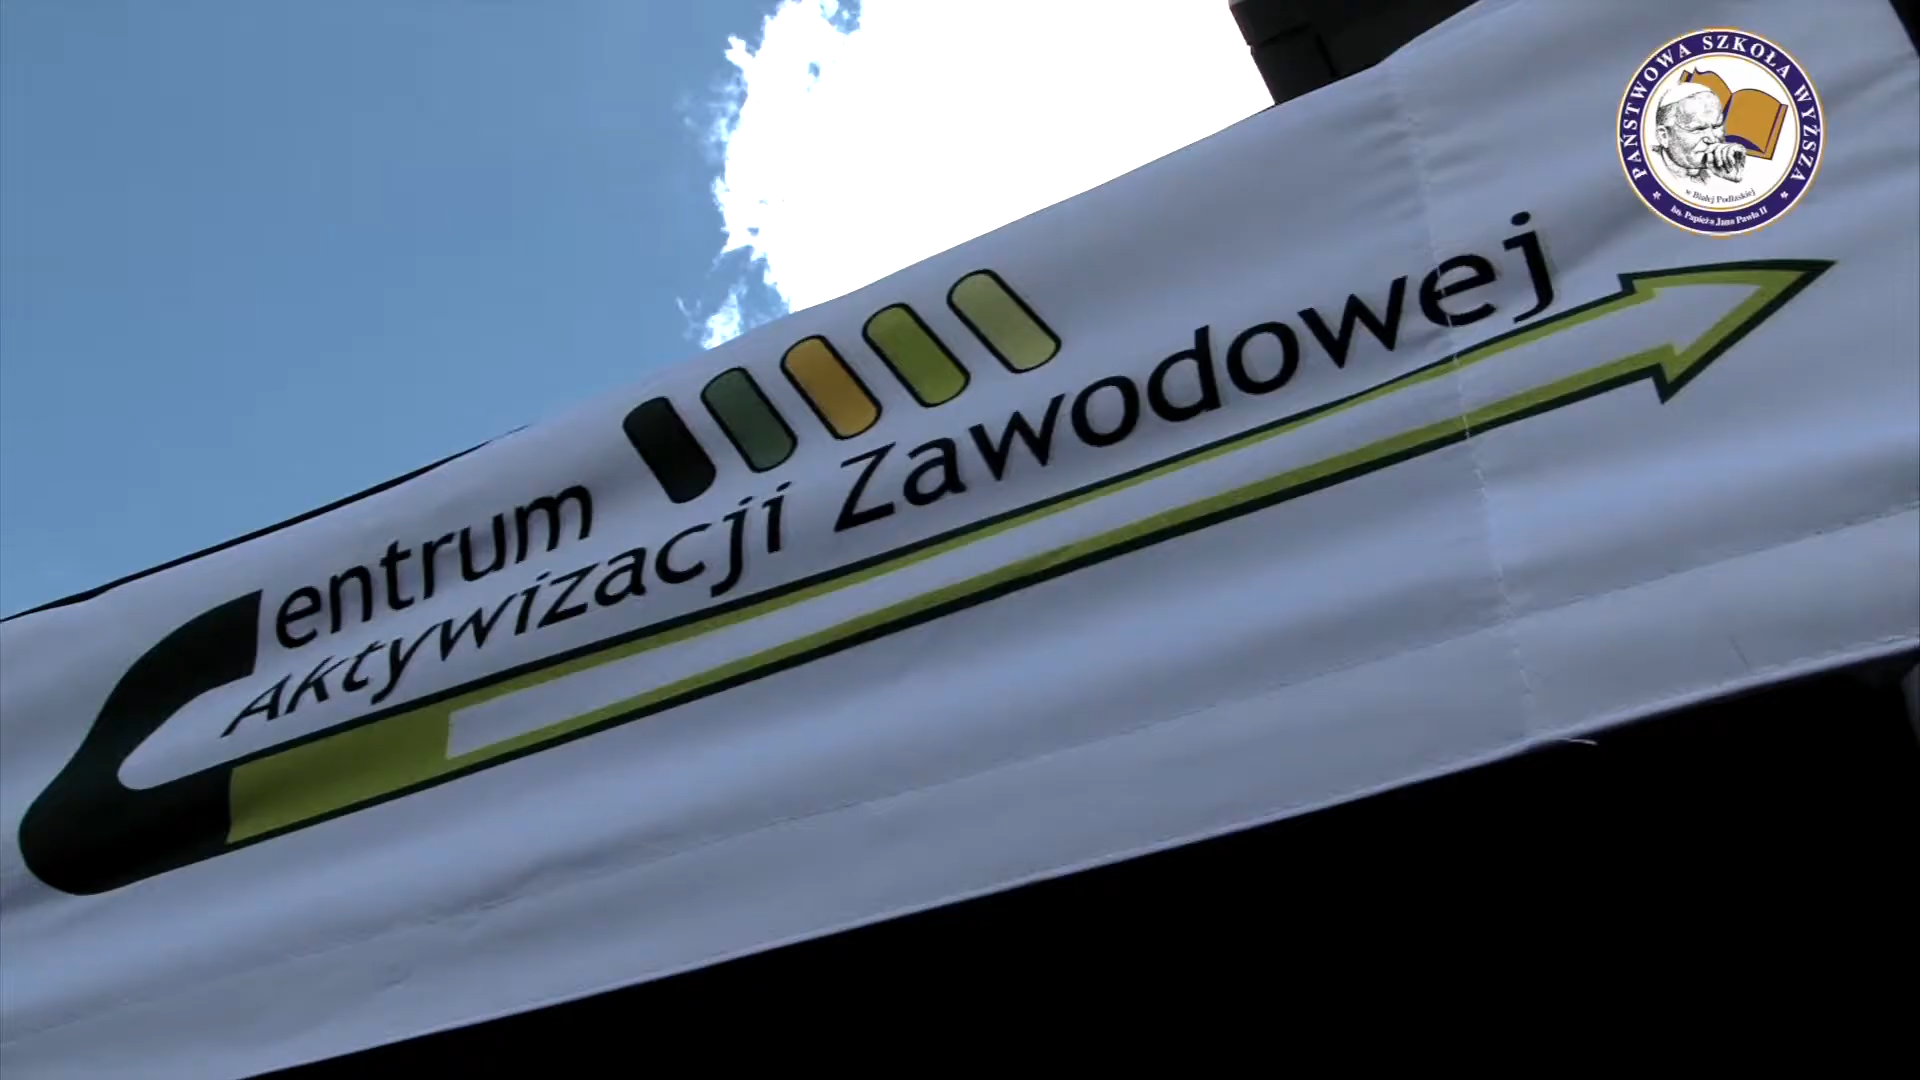 Centrum
Aktywizacji Zawodowej
PAŃSTWOWA SZKOŁA WYŻSZA
w Białej Podlaskiej
im. Papieża Jana Pawła II